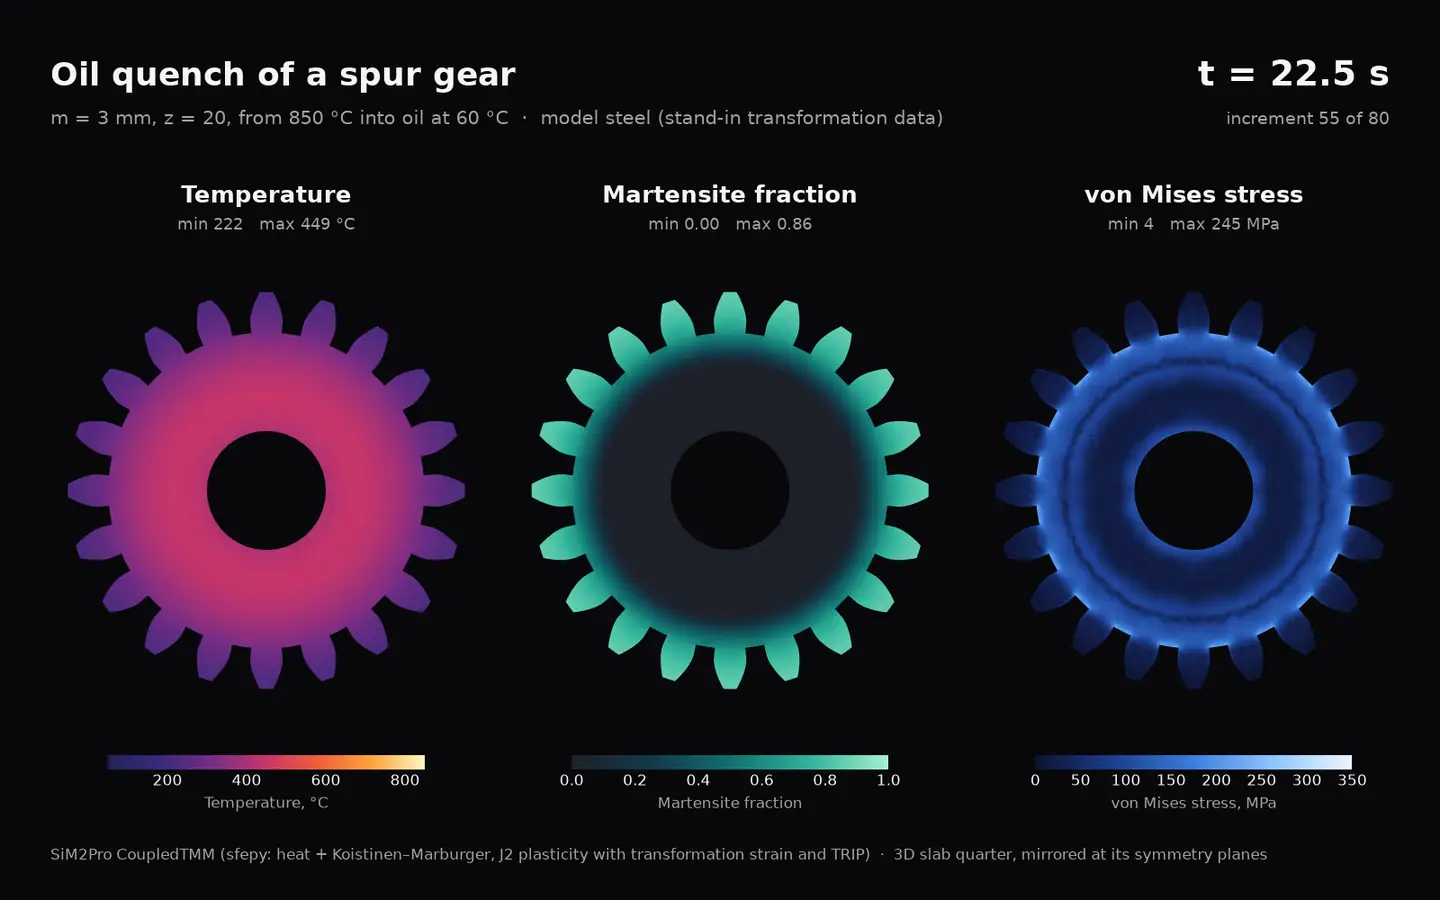 Oil quench of a spur gear
t = 22.5 s
m = 3 mm, z = 20, from 850 °C into oil at 60 °C · model steel (stand-in transformation data)
increment 55 of 80
Temperature
min 222 max 449 °C
Martensite fraction
min 0.00 max 0.86
von Mises stress
min 4 max 245 MPa
200 400 600 800
Temperature, °C
0.0 0.2 0.4 0.6 0.8 1.0
Martensite fraction
0 50 100 150 200 250 300 350
von Mises stress, MPa
SiM2Pro CoupledTMM (sfepy: heat + Koistinen–Marburger, J2 plasticity with transformation strain and TRIP) · 3D slab quarter, mirrored at its symmetry planes